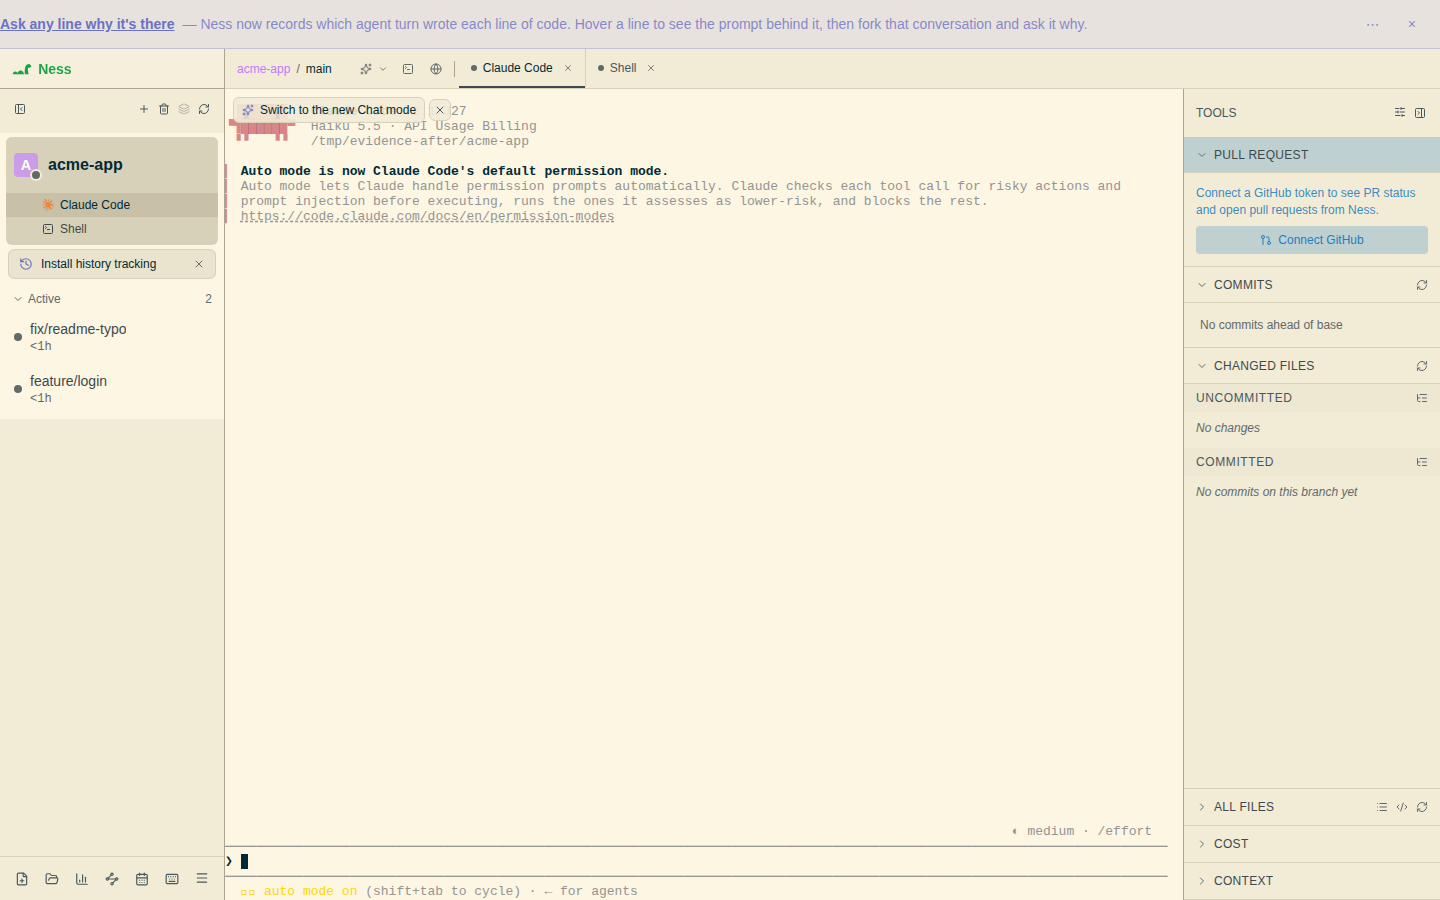 Ask any line why it's there — Ness now records which agent turn wrote each line of code. Hover a line to see the prompt behind it, then fork that conversation and ask it why.
Ness
acme-app / main
Claude Code
Shell
A acme-app
Claude Code
Shell
Install history tracking
Active 2
fix/readme-typo
<1h
feature/login
<1h
Switch to the new Chat mode
27
Haiku 5.5 · API Usage Billing
/tmp/evidence-after/acme-app
Auto mode is now Claude Code's default permission mode.
Auto mode lets Claude handle permission prompts automatically. Claude checks each tool call for risky actions and
prompt injection before executing, runs the ones it assesses as lower-risk, and blocks the rest.
https://code.claude.com/docs/en/permission-modes
medium · /effort
❯
auto mode on (shift+tab to cycle) · ← for agents
TOOLS
PULL REQUEST
Connect a GitHub token to see PR status
and open pull requests from Ness.
Connect GitHub
COMMITS
No commits ahead of base
CHANGED FILES
UNCOMMITTED
No changes
COMMITTED
No commits on this branch yet
ALL FILES
COST
CONTEXT